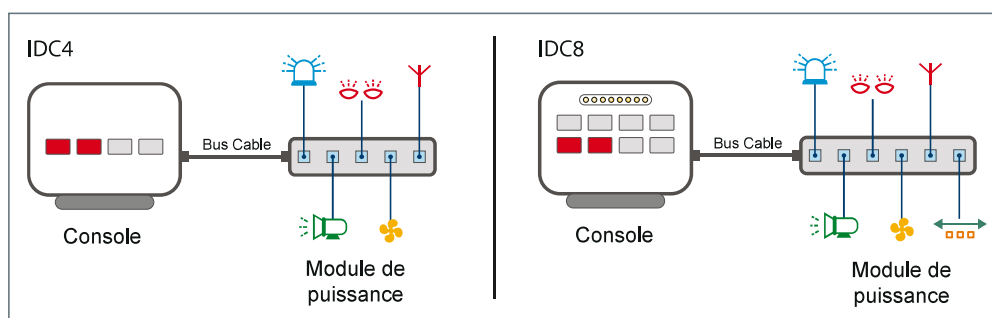 IDC4
Bus Cable
Console
Module de
puissance
IDC8
Bus Cable
Console
Module de
puissance